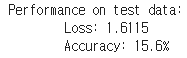 Performance on test data:
Loss: 1.6115
Accuracy: 15.6%